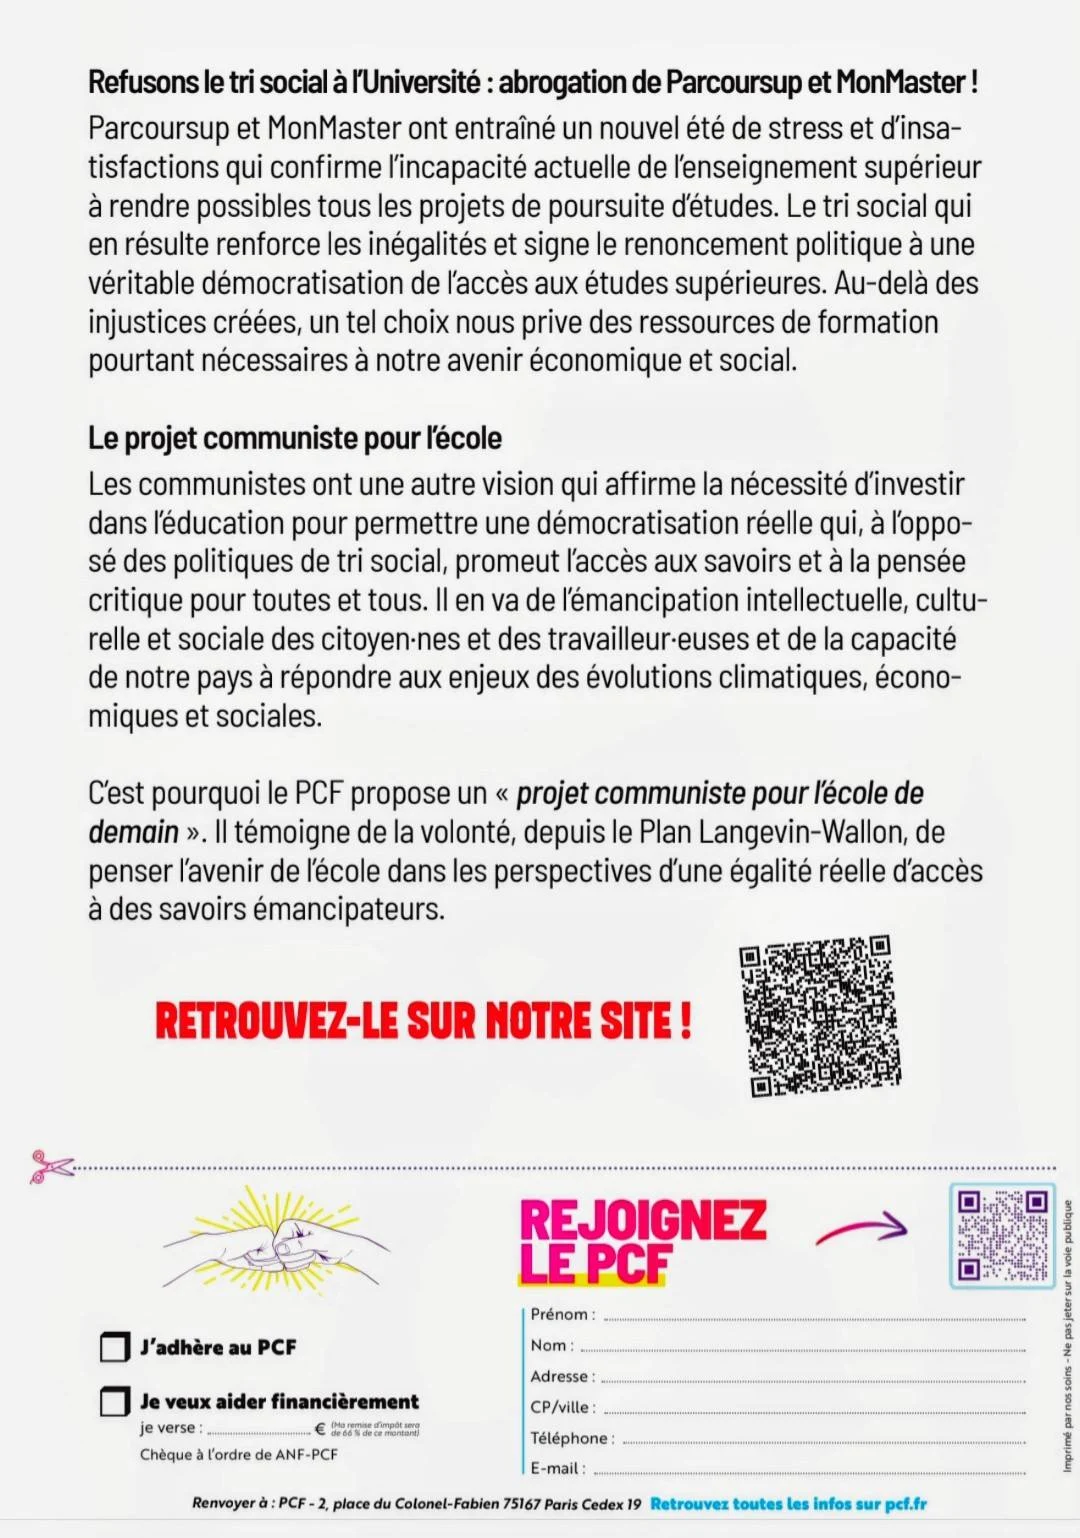 Refusons le tri social à l'Université : abrogation de Parcoursup et MonMaster !
Parcoursup et MonMaster ont entraîné un nouvel été de stress et d'insa-
tisfactions qui confirme l'incapacité actuelle de l'enseignement supérieur
à rendre possibles tous les projets de poursuite d'études. Le tri social qui
en résulte renforce les inégalités et signe le renoncement politique à une
véritable démocratisation de l'accès aux études supérieures. Au-delà des
injustices créées, un tel choix nous prive des ressources de formation
pourtant nécessaires à notre avenir économique et social.
Le projet communiste pour l'école
Les communistes ont une autre vision qui affirme la nécessité d'investir
dans l'éducation pour permettre une démocratisation réelle qui, à l'oppo-
sé des politiques de tri social, promeut l'accès aux savoirs et à la pensée
critique pour toutes et tous. Il en va de l'émancipation intellectuelle, cultu-
relle et sociale des citoyen·nes et des travailleur·euses et de la capacité
de notre pays à répondre aux enjeux des évolutions climatiques, écono-
miques et sociales.
C'est pourquoi le PCF propose un « projet communiste pour l'école de
demain ». Il témoigne de la volonté, depuis le Plan Langevin-Wallon, de
penser l'avenir de l'école dans les perspectives d'une égalité réelle d'accès
à des savoirs émancipateurs.
RETROUVEZ-LE SUR NOTRE SITE !
REJOIGNEZ
LE PCF
J'adhère au PCF
Je veux aider financièrement
je verse : € (Ma remise d'impôt sera
de 66 % de ce montant)
Chèque à l'ordre de ANF-PCF
Prénom :
Nom :
Adresse :
CP/ville :
Téléphone :
E-mail :
Renvoyer à : PCF - 2, place du Colonel-Fabien 75167 Paris Cedex 19 Retrouvez toutes les infos sur pcf.fr
Imprimé par nos soins - Ne pas jeter sur la voie publique